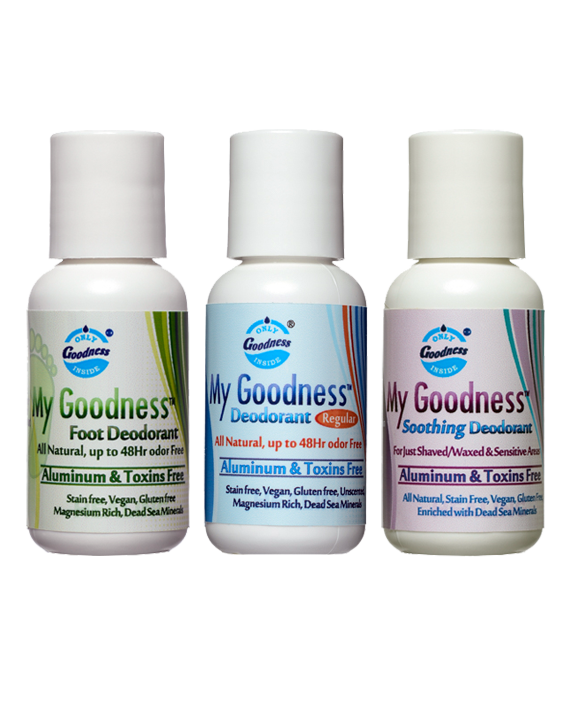 ONLY
Goodness
INSIDE
My Goodness™
Foot Deodorant
All Natural, up to 48Hr odor Free
Aluminum & Toxins Free
Stain free, Vegan, Gluten free
Magnesium Rich, Dead Sea Minerals
ONLY
Goodness
INSIDE
®
My Goodness™
Deodorant Regular
All Natural, up to 48Hr odor Free
Aluminum & Toxins Free
Stain free, Vegan, Gluten free, Unscented
Magnesium Rich, Dead Sea Minerals
ONLY
Goodness
INSIDE
My Goodness™
Soothing Deodorant
For Just Shaved/Waxed & Sensitive Areas
Aluminum & Toxins Free
All Natural, Stain Free, Vegan, Gluten Free,
Enriched with Dead Sea Minerals